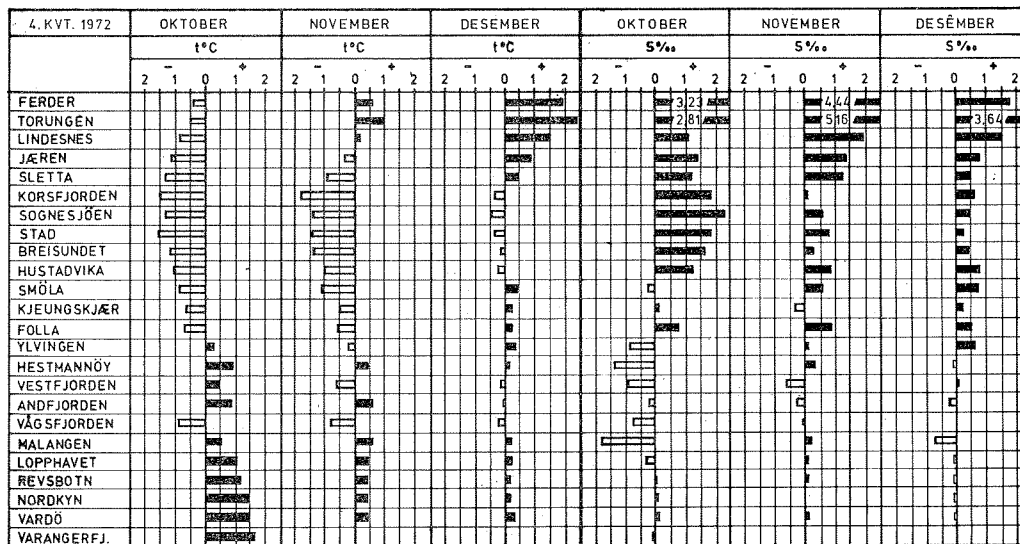 4. KVT. 1972 OKTOBER NOVEMBER DESEMBER OKTOBER NOVEMBER DESÈMBER
t°C t°C t°C S‰ S‰ S‰
- + - + - + - + - + - +
2 1 0 1 2 2 1 0 1 2 2 1 0 1 2 2 1 0 1 2 2 1 0 1 2 2 1 0 1 2
FERDER 3,23 4,44
TORUNGEN 2,81 5,16 3,64
LINDESNES
JÆREN
SLETTA
KORSFJORDEN
SOGNESJÖEN
STAD
BREISUNDET
HUSTADVIKA
SMÖLA
KJEUNGSKJÆR
FOLLA
YLVINGEN
HESTMANNÖY
VESTFJORDEN
ANDFJORDEN
VÅGSFJORDEN
MALANGEN
LOPPHAVET
REVSBOTN
NORDKYN
VARDÖ
VARANGERFJ.